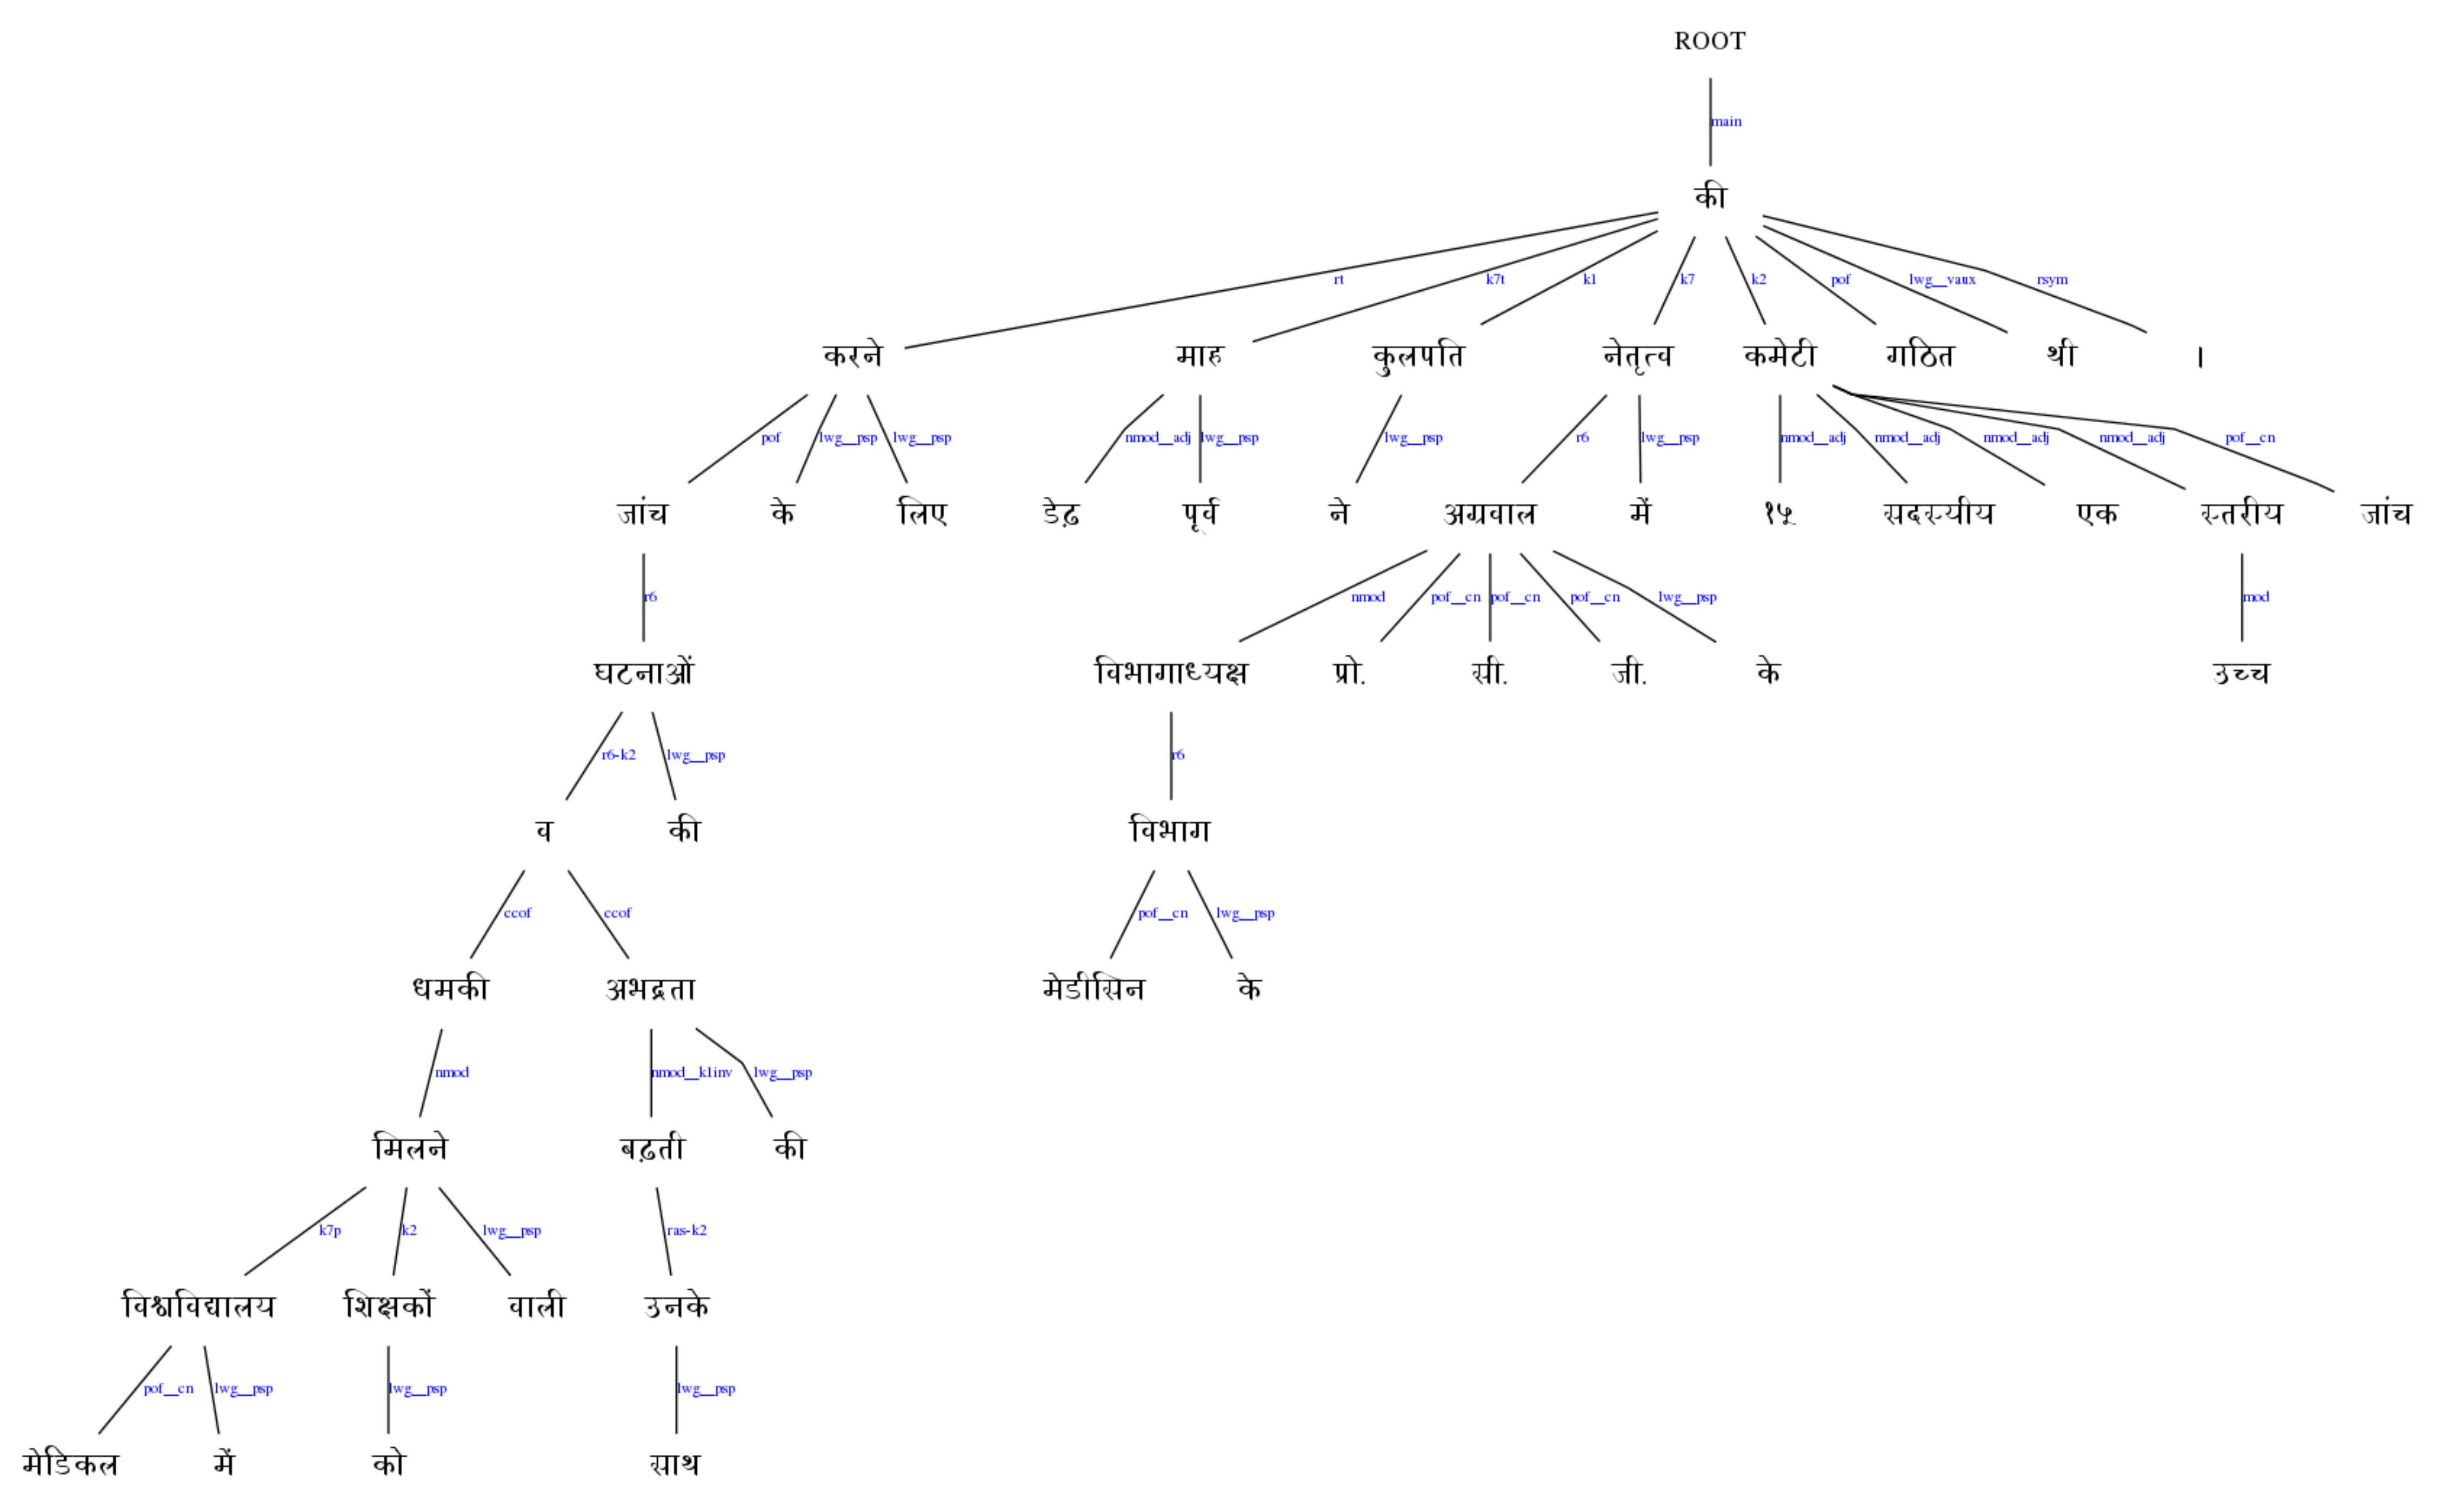 ROOT
main
की
rt k7t k1 k7 k2 pof lwg__vaux rsym
करने माह कुलपति नेतृत्व कमेटी गठित थी ।
pof lwg__psp lwg__psp nmod__adj lwg__psp lwg__psp r6 lwg__psp nmod__adj nmod__adj nmod__adj nmod__adj pof__cn
जांच के लिए डेढ़ पूर्व ने अग्रवाल में १५ सदस्यीय एक स्तरीय जांच
r6 nmod pof__cn pof__cn pof__cn lwg__psp mod
घटनाओं विभागाध्यक्ष प्रो. सी. जी. के उच्च
r6-k2 lwg__psp r6
व की विभाग
ccof ccof pof__cn lwg__psp
धमकी अभद्रता मेडीसिन के
nmod nmod__k1inv lwg__psp
मिलने बढ़ती की
k7p k2 lwg__psp ras-k2
विश्वविद्यालय शिक्षकों वाली उनके
pof__cn lwg__psp lwg__psp lwg__psp
मेडिकल में को साथ